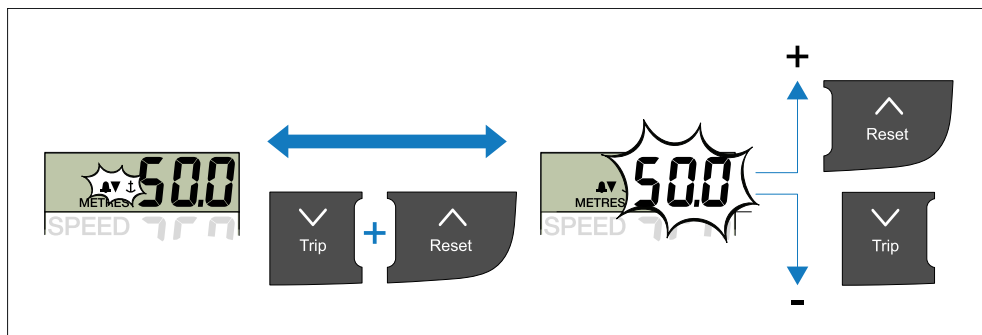 50.0
METRES
SPEED
Trip
+
Reset
50.0
METRES
SPEED
+
Reset
Trip
-